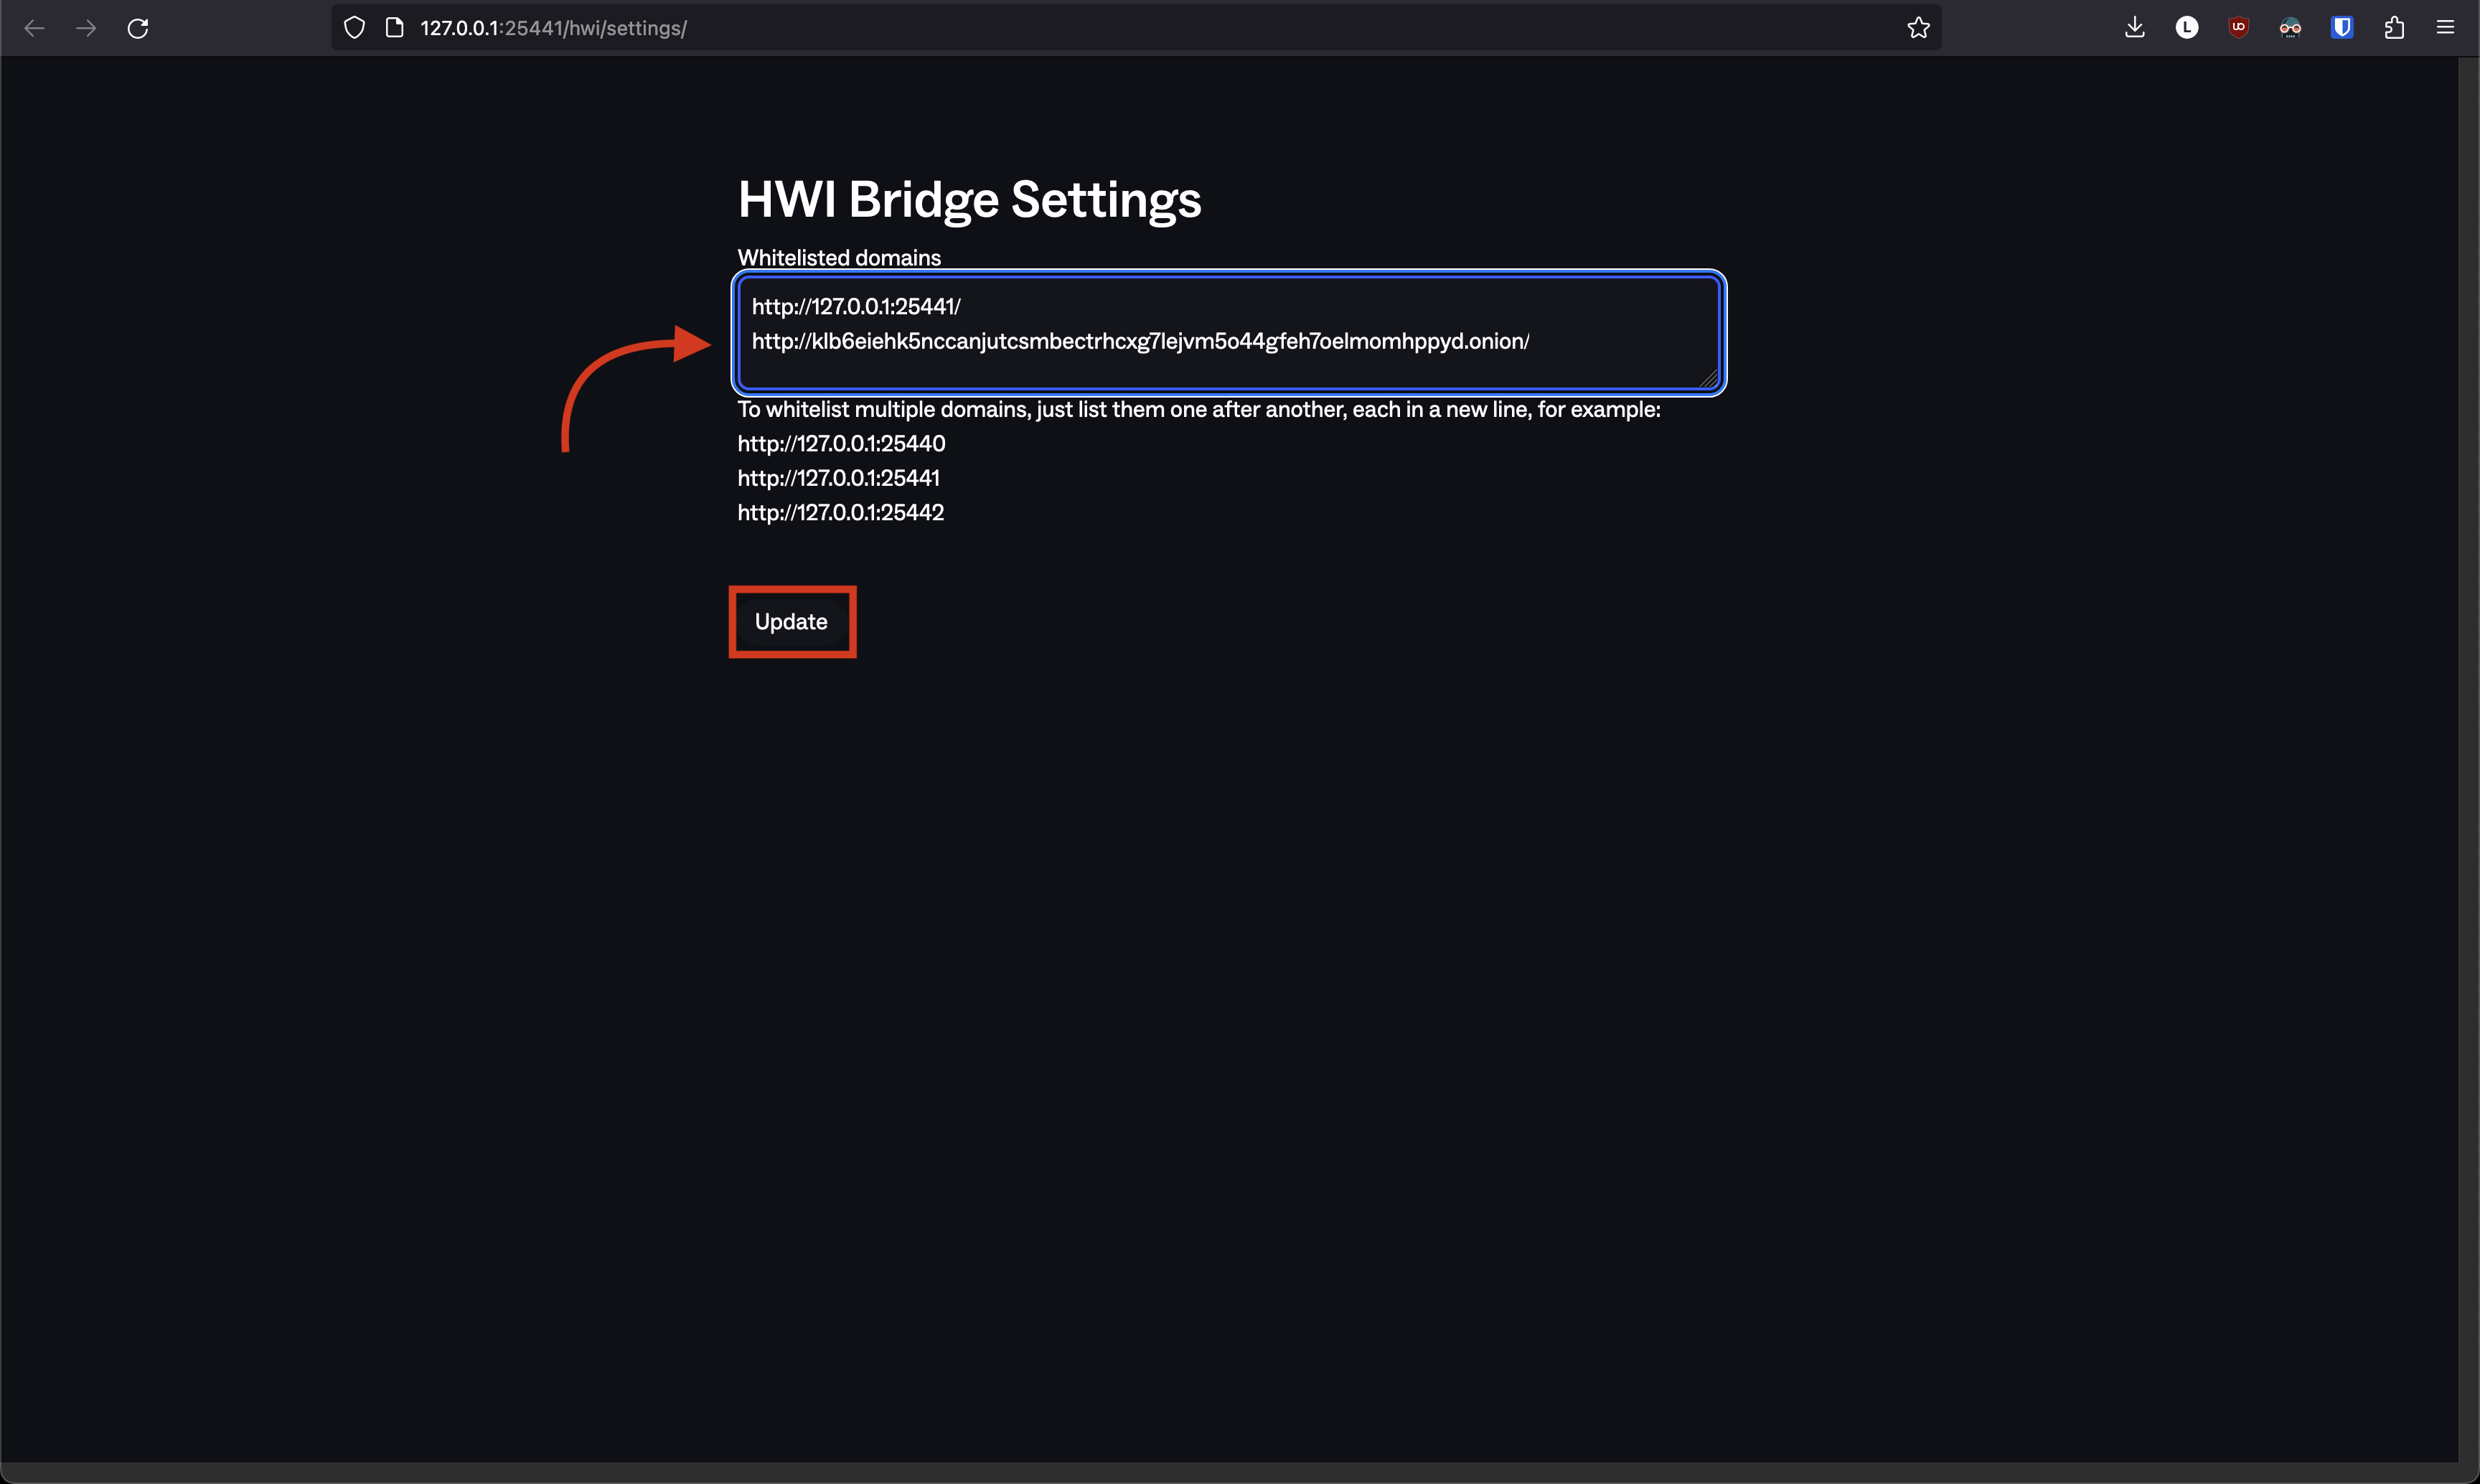 127.0.0.1:25441/hwi/settings/
L
uo
HWI Bridge Settings
Whitelisted domains
http://127.0.0.1:25441/
http://klb6eiehk5nccanjutcsmbectrhcxg7lejvm5o44gfeh7oelmomhppyd.onion/
To whitelist multiple domains, just list them one after another, each in a new line, for example:
http://127.0.0.1:25440
http://127.0.0.1:25441
http://127.0.0.1:25442
Update